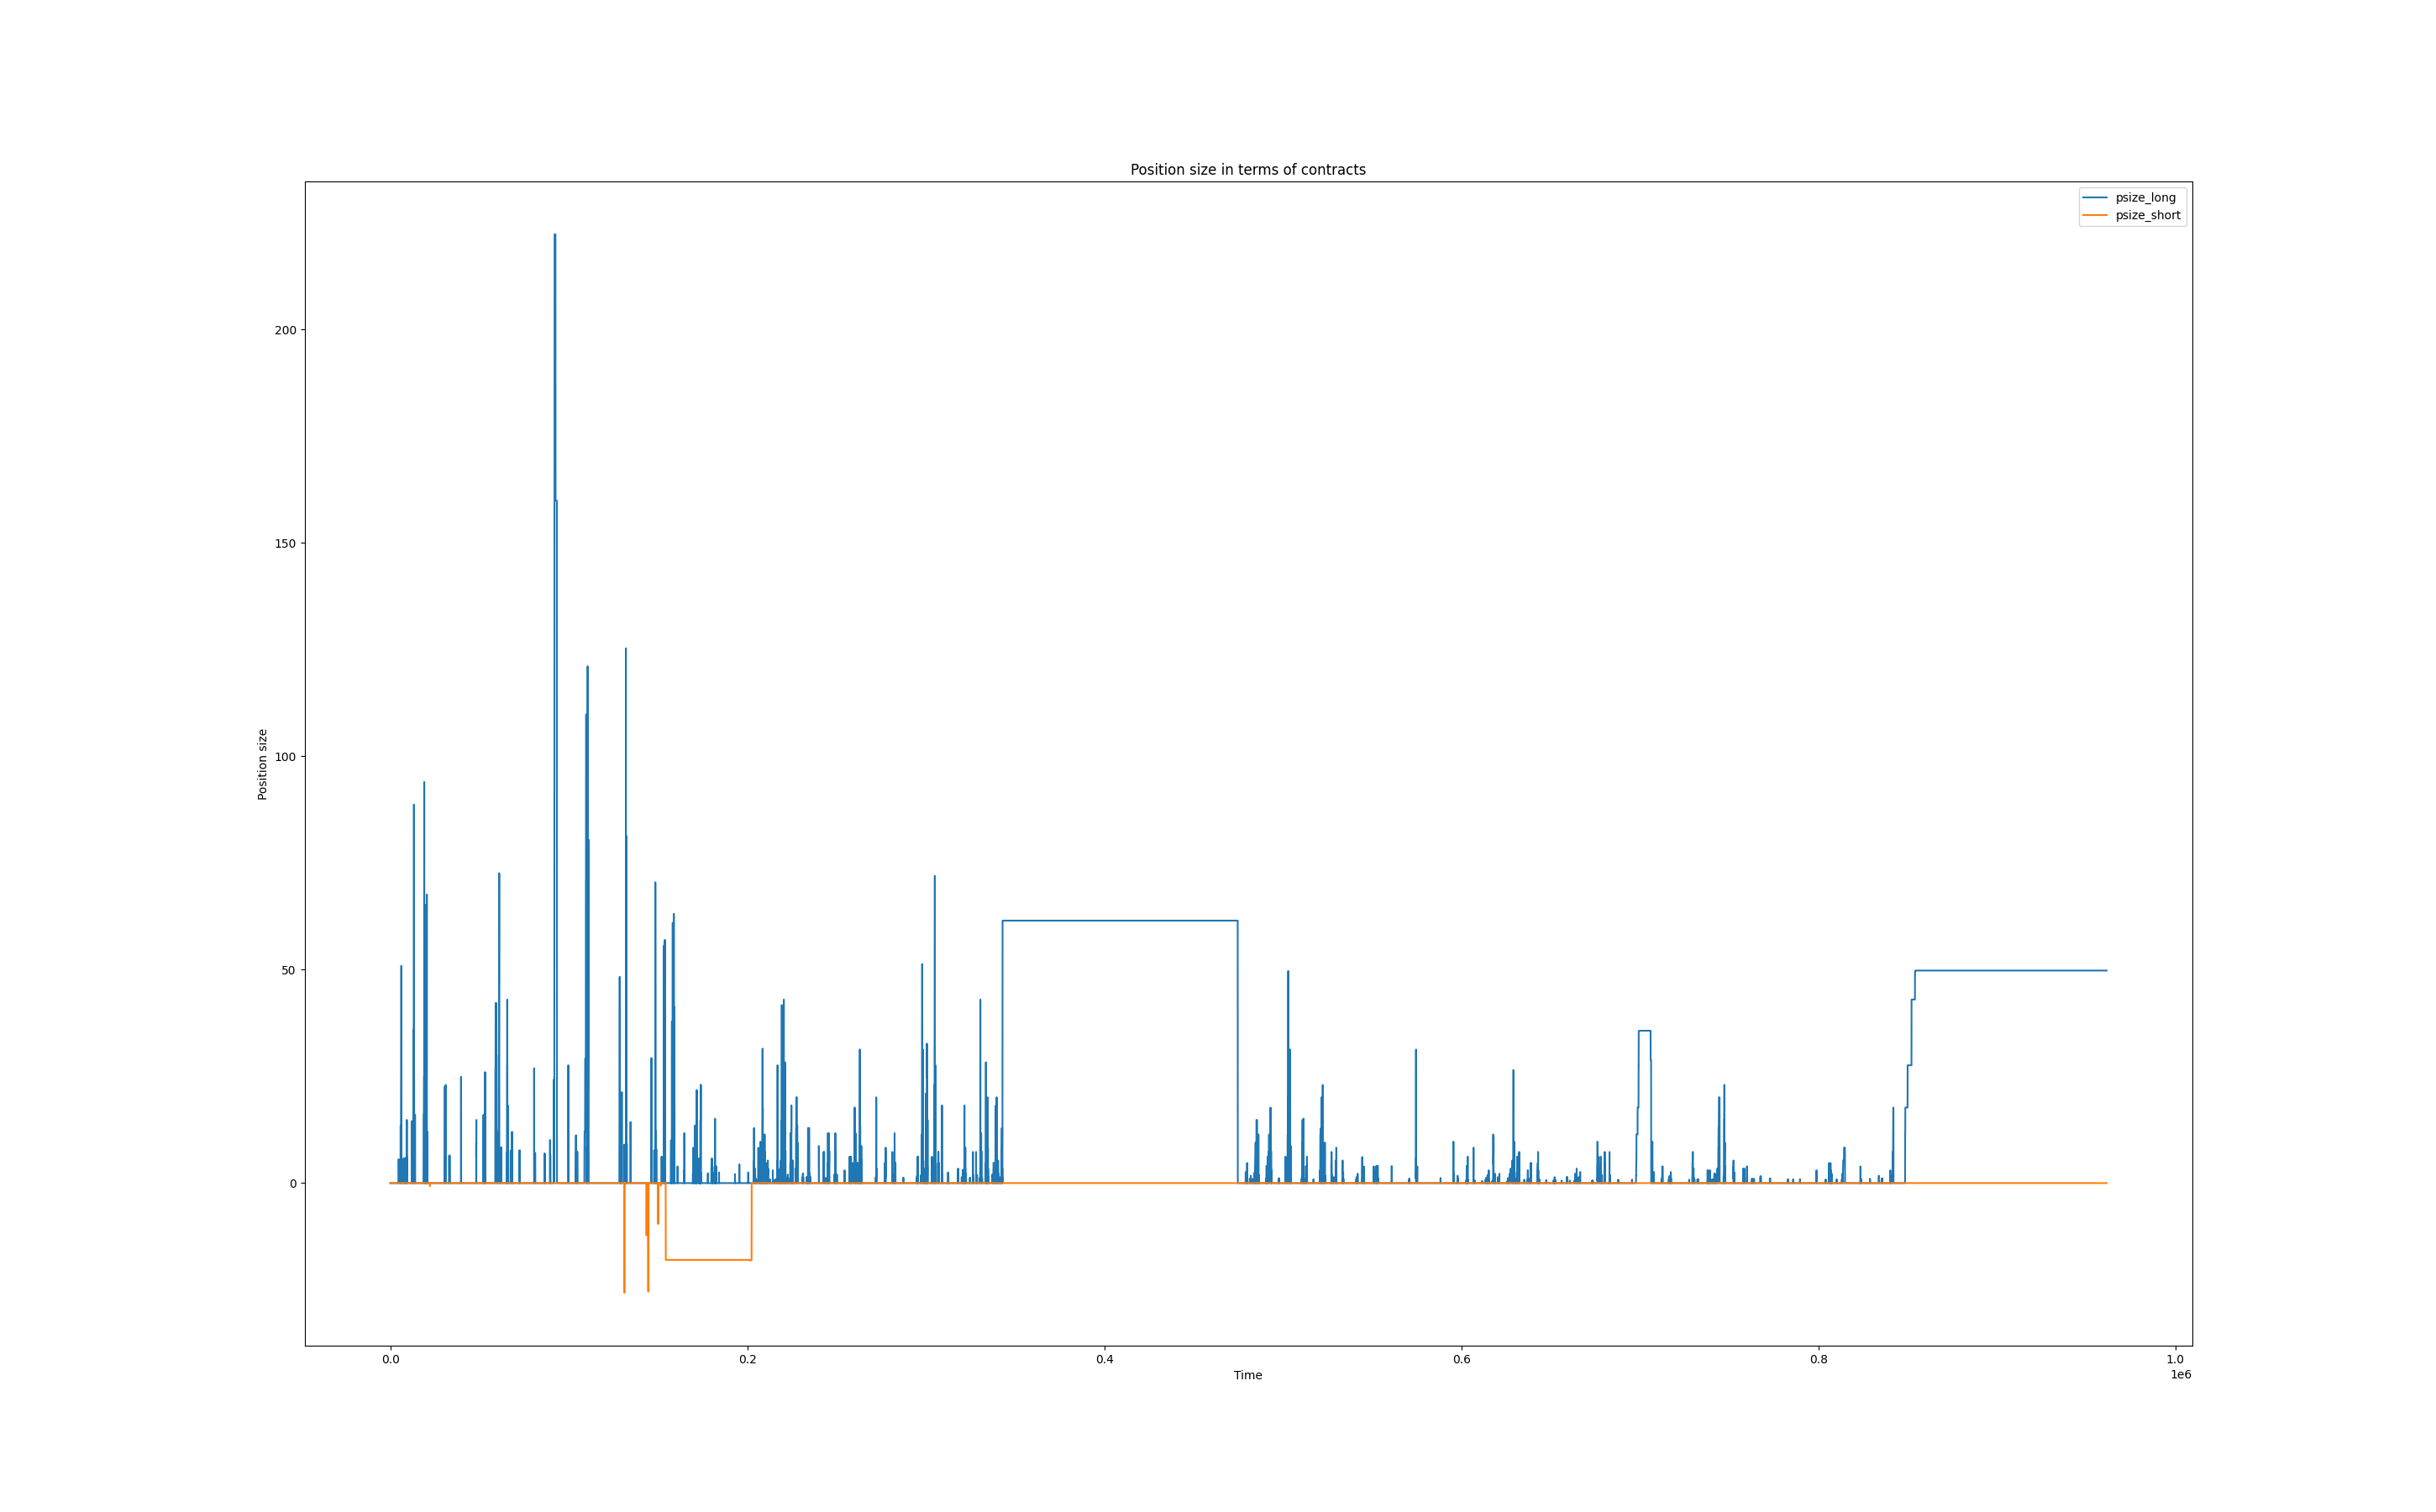 Position size in terms of contracts
psize_long
psize_short
Position size
200
150
100
50
0
0.0
0.2
0.4
0.6
0.8
1.0
1e6
Time